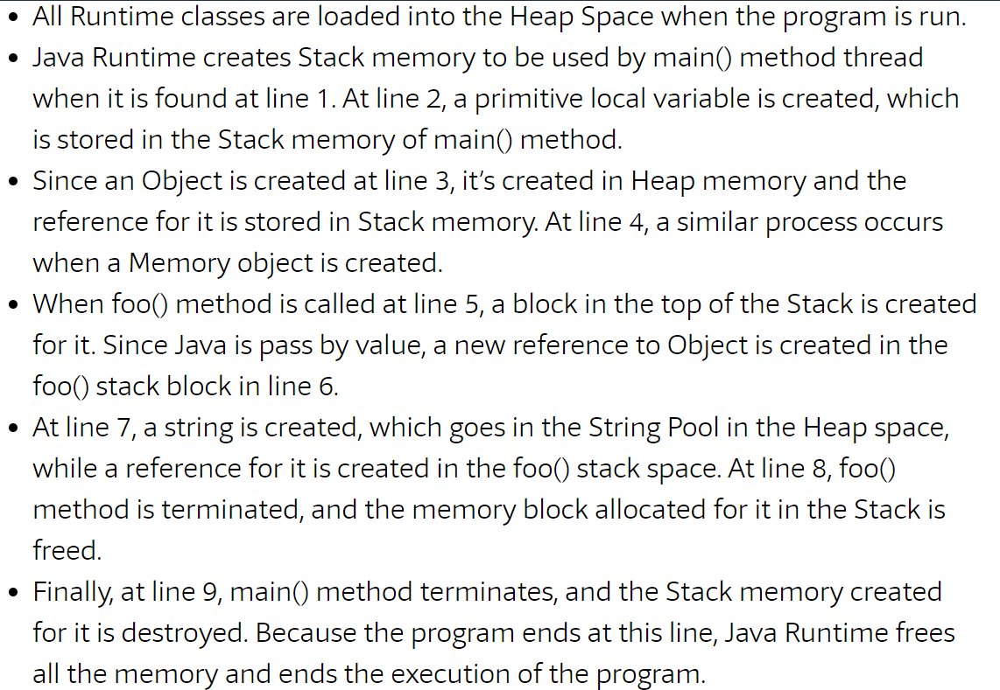 • All Runtime classes are loaded into the Heap Space when the program is run.
• Java Runtime creates Stack memory to be used by main() method thread
when it is found at line 1. At line 2, a primitive local variable is created, which
is stored in the Stack memory of main() method.
• Since an Object is created at line 3, it’s created in Heap memory and the
reference for it is stored in Stack memory. At line 4, a similar process occurs
when a Memory object is created.
• When foo() method is called at line 5, a block in the top of the Stack is created
for it. Since Java is pass by value, a new reference to Object is created in the
foo() stack block in line 6.
• At line 7, a string is created, which goes in the String Pool in the Heap space,
while a reference for it is created in the foo() stack space. At line 8, foo()
method is terminated, and the memory block allocated for it in the Stack is
freed.
• Finally, at line 9, main() method terminates, and the Stack memory created
for it is destroyed. Because the program ends at this line, Java Runtime frees
all the memory and ends the execution of the program.